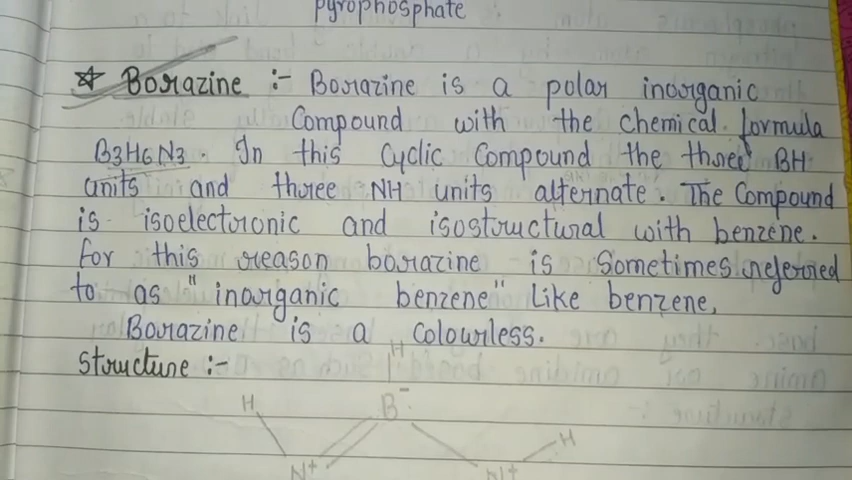 pyrophosphate
☆ Borazine :- Borazine is a polar inorganic
Compound with the chemical formula
B3H6N3. In this Cyclic Compound the three BH
units and three NH units alternate. The Compound
is isoelectronic and isostructural with benzene.
For this reason borazine is Sometimes referred
to as "inorganic benzene" Like benzene,
Borazine is a colourless.
Structure :-
H
H B⁻
H
N⁺ N⁺